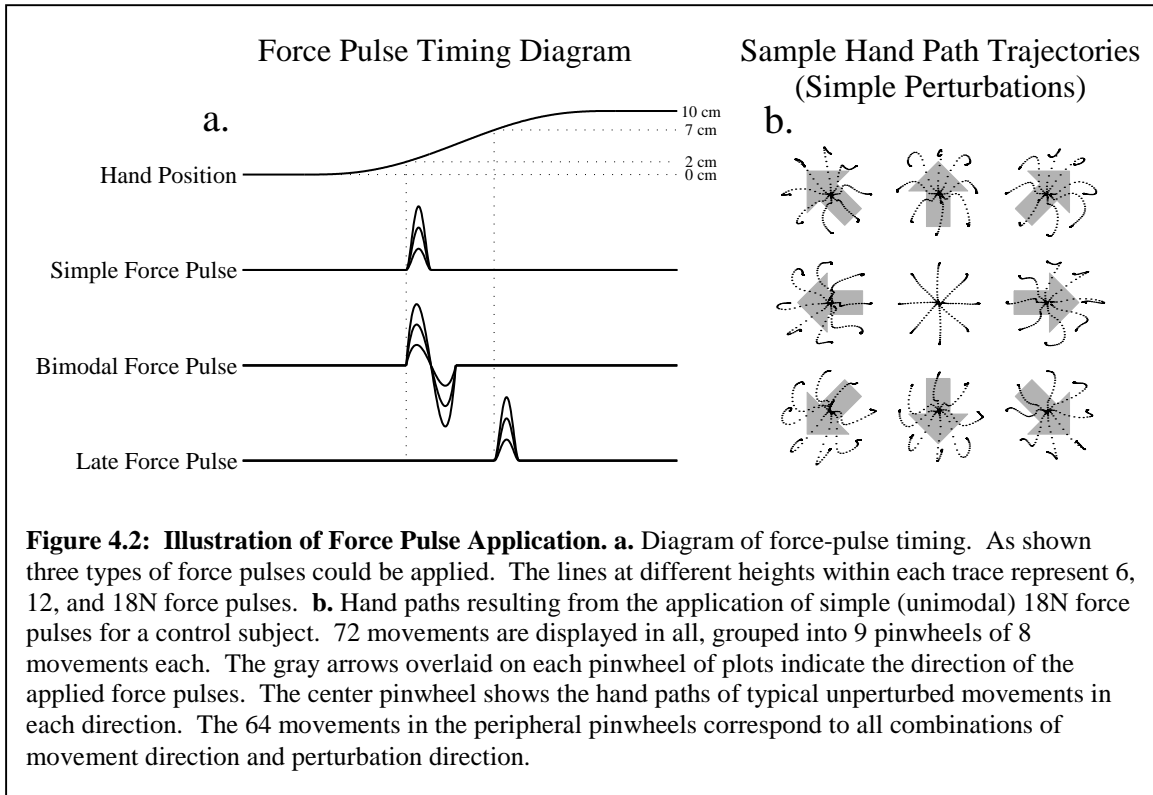 Force Pulse Timing Diagram
Sample Hand Path Trajectories
(Simple Perturbations)
a.
b.
10 cm
7 cm
2 cm
0 cm
Hand Position
Simple Force Pulse
Bimodal Force Pulse
Late Force Pulse
Figure 4.2: Illustration of Force Pulse Application. a. Diagram of force-pulse timing. As shown
three types of force pulses could be applied. The lines at different heights within each trace represent 6,
12, and 18N force pulses. b. Hand paths resulting from the application of simple (unimodal) 18N force
pulses for a control subject. 72 movements are displayed in all, grouped into 9 pinwheels of 8
movements each. The gray arrows overlaid on each pinwheel of plots indicate the direction of the
applied force pulses. The center pinwheel shows the hand paths of typical unperturbed movements in
each direction. The 64 movements in the peripheral pinwheels correspond to all combinations of
movement direction and perturbation direction.